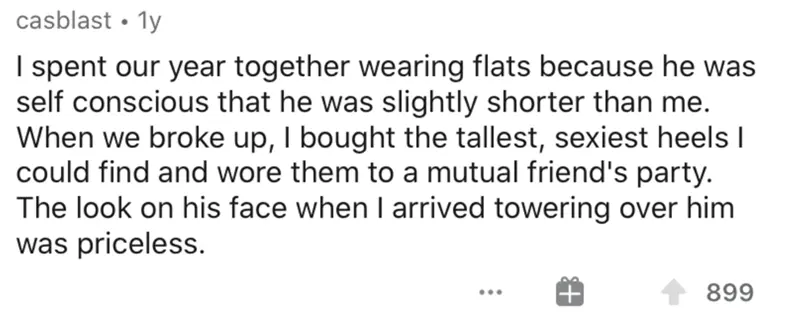 casblast • 1y
I spent our year together wearing flats because he was
self conscious that he was slightly shorter than me.
When we broke up, I bought the tallest, sexiest heels I
could find and wore them to a mutual friend's party.
The look on his face when I arrived towering over him
was priceless.
899